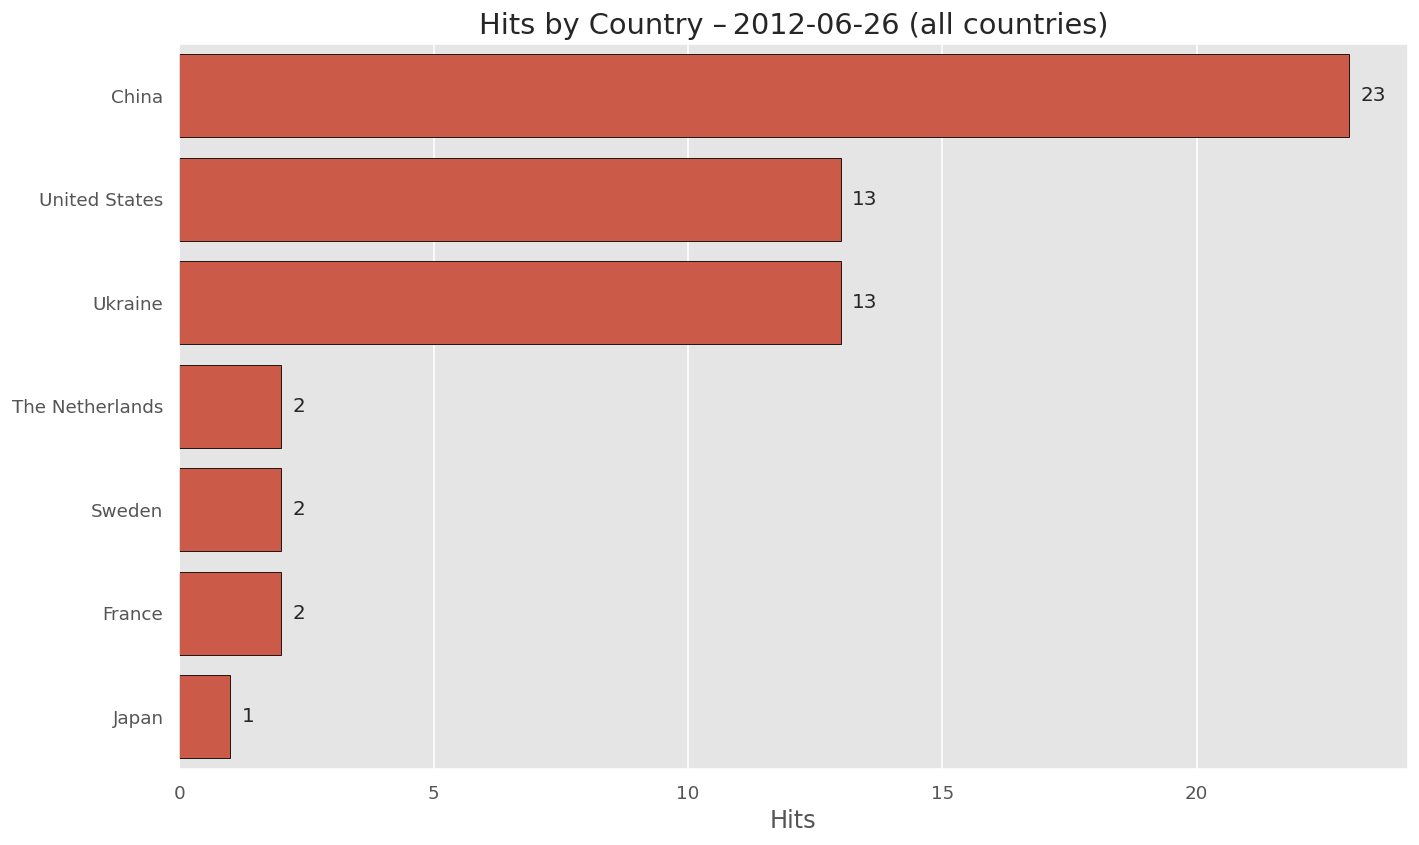 Hits by Country – 2012-06-26 (all countries)
China 23
United States 13
Ukraine 13
The Netherlands 2
Sweden 2
France 2
Japan 1
0 5 10 15 20
Hits